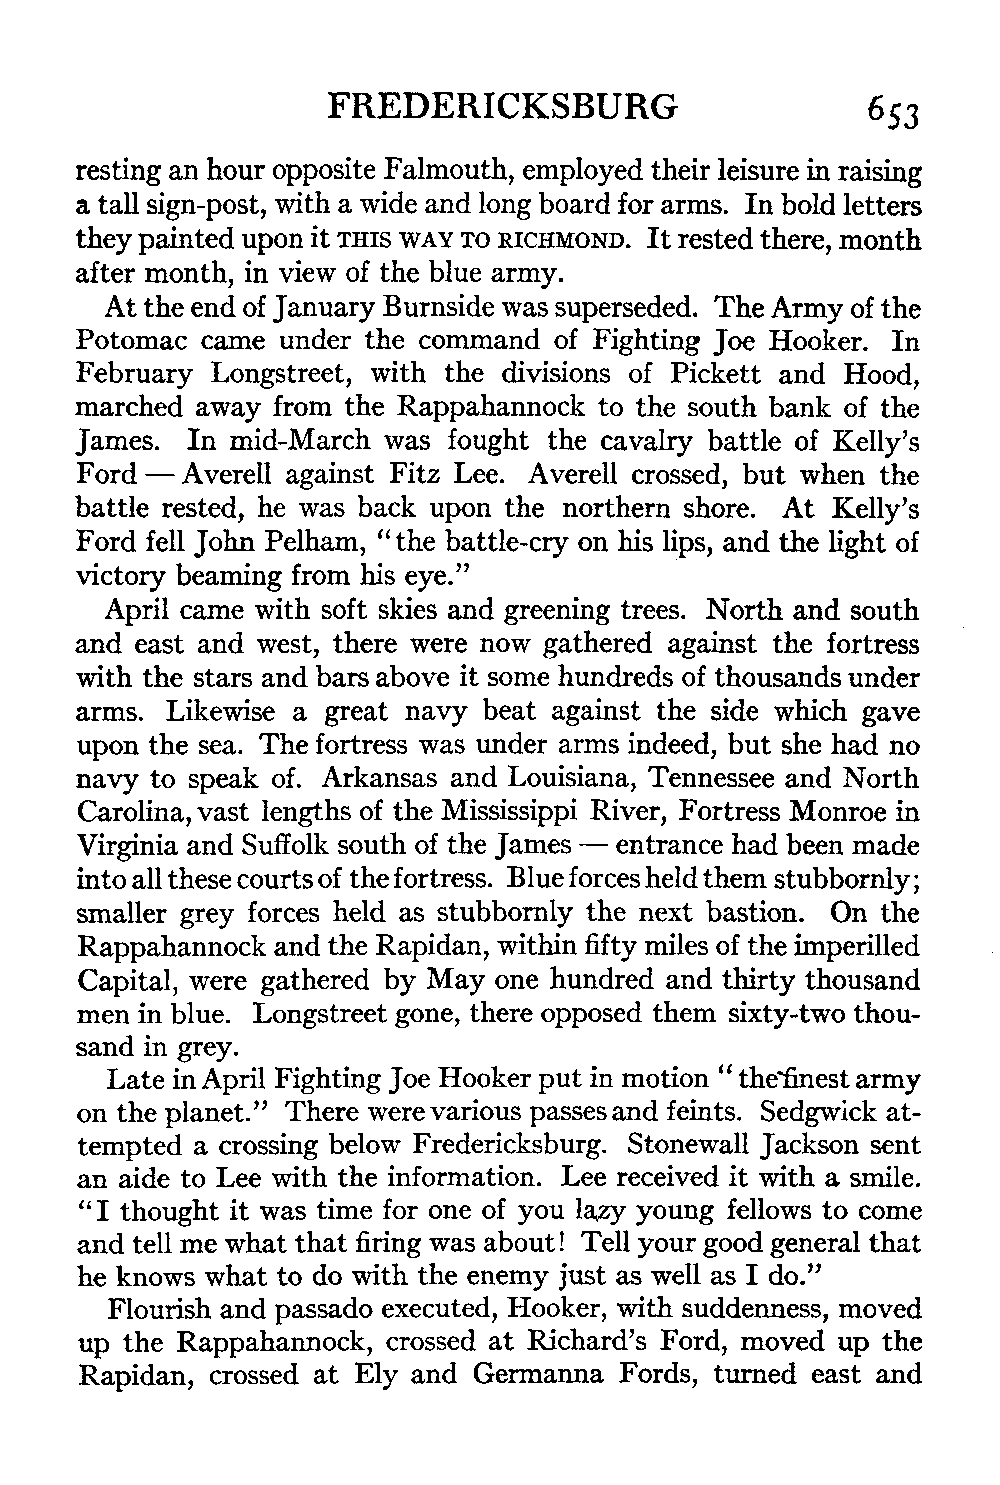 FREDERICKSBURG 653
resting an hour opposite Falmouth, employed their leisure in raising
a tall sign-post, with a wide and long board for arms. In bold letters
they painted upon it THIS WAY TO RICHMOND. It rested there, month
after month, in view of the blue army.
At the end of January Burnside was superseded. The Army of the
Potomac came under the command of Fighting Joe Hooker. In
February Longstreet, with the divisions of Pickett and Hood,
marched away from the Rappahannock to the south bank of the
James. In mid-March was fought the cavalry battle of Kelly's
Ford — Averell against Fitz Lee. Averell crossed, but when the
battle rested, he was back upon the northern shore. At Kelly's
Ford fell John Pelham, "the battle-cry on his lips, and the light of
victory beaming from his eye."
April came with soft skies and greening trees. North and south
and east and west, there were now gathered against the fortress
with the stars and bars above it some hundreds of thousands under
arms. Likewise a great navy beat against the side which gave
upon the sea. The fortress was under arms indeed, but she had no
navy to speak of. Arkansas and Louisiana, Tennessee and North
Carolina, vast lengths of the Mississippi River, Fortress Monroe in
Virginia and Suffolk south of the James — entrance had been made
into all these courts of the fortress. Blue forces held them stubbornly;
smaller grey forces held as stubbornly the next bastion. On the
Rappahannock and the Rapidan, within fifty miles of the imperilled
Capital, were gathered by May one hundred and thirty thousand
men in blue. Longstreet gone, there opposed them sixty-two thou-
sand in grey.
Late in April Fighting Joe Hooker put in motion "the finest army
on the planet." There were various passes and feints. Sedgwick at-
tempted a crossing below Fredericksburg. Stonewall Jackson sent
an aide to Lee with the information. Lee received it with a smile.
"I thought it was time for one of you lazy young fellows to come
and tell me what that firing was about! Tell your good general that
he knows what to do with the enemy just as well as I do."
Flourish and passado executed, Hooker, with suddenness, moved
up the Rappahannock, crossed at Richard's Ford, moved up the
Rapidan, crossed at Ely and Germanna Fords, turned east and